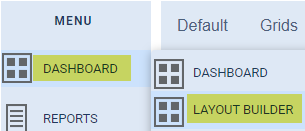 MENU
DASHBOARD
REPORTS
Default Grids
DASHBOARD
LAYOUT BUILDER